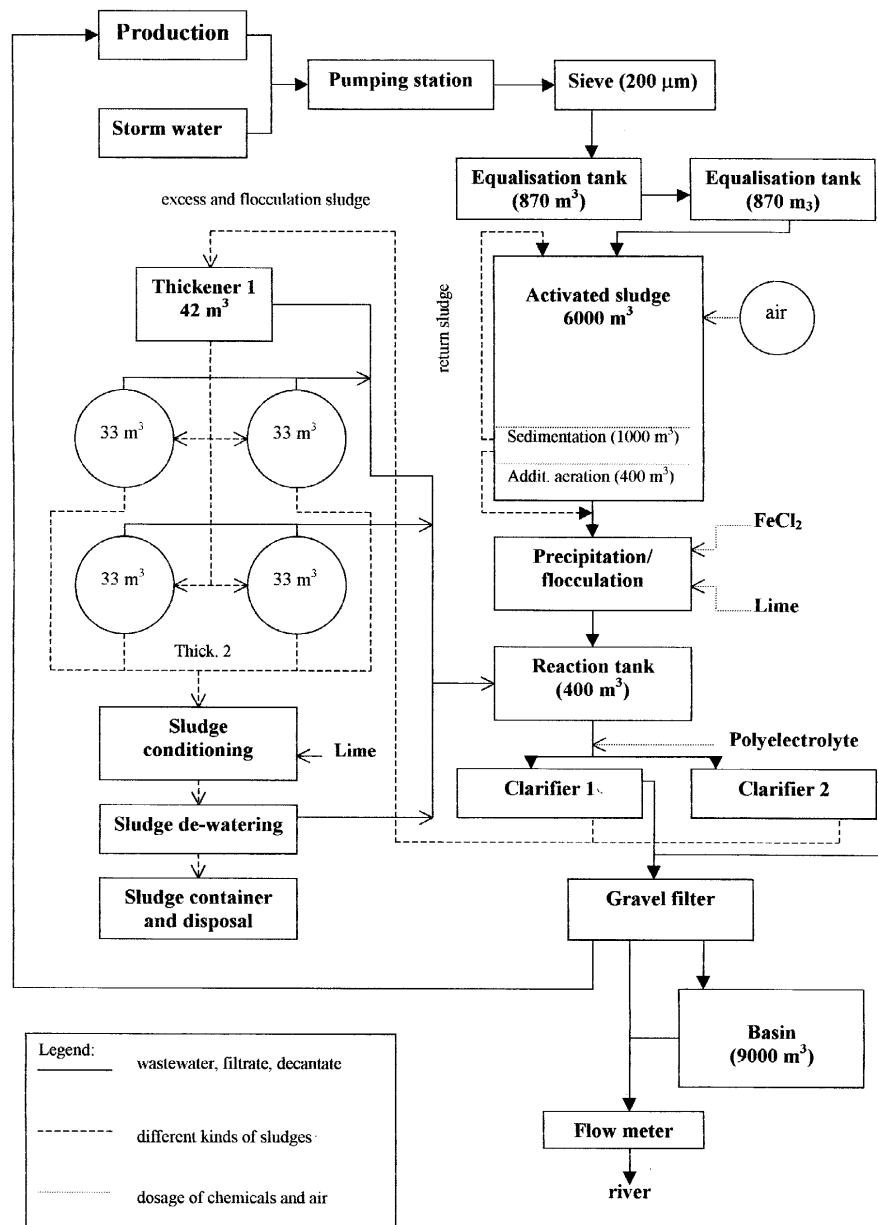 Production
Pumping station
Sieve (200 µm)
Storm water
Equalisation tank
(870 m³)
Equalisation tank
(870 m₃)
excess and flocculation sludge
Thickener 1
42 m³
return sludge
Activated sludge
6000 m³
air
33 m³
33 m³
Sedimentation (1000 m³)
Addit. aeration (400 m³)
FeCl₂
Precipitation/
flocculation
33 m³
33 m³
Lime
Thick. 2
Reaction tank
(400 m³)
Sludge
conditioning
Lime
Polyelectrolyte
Clarifier 1
Clarifier 2
Sludge de-watering
Sludge container
and disposal
Gravel filter
Basin
(9000 m³)
Legend:
wastewater, filtrate, decantate
different kinds of sludges
dosage of chemicals and air
Flow meter
river